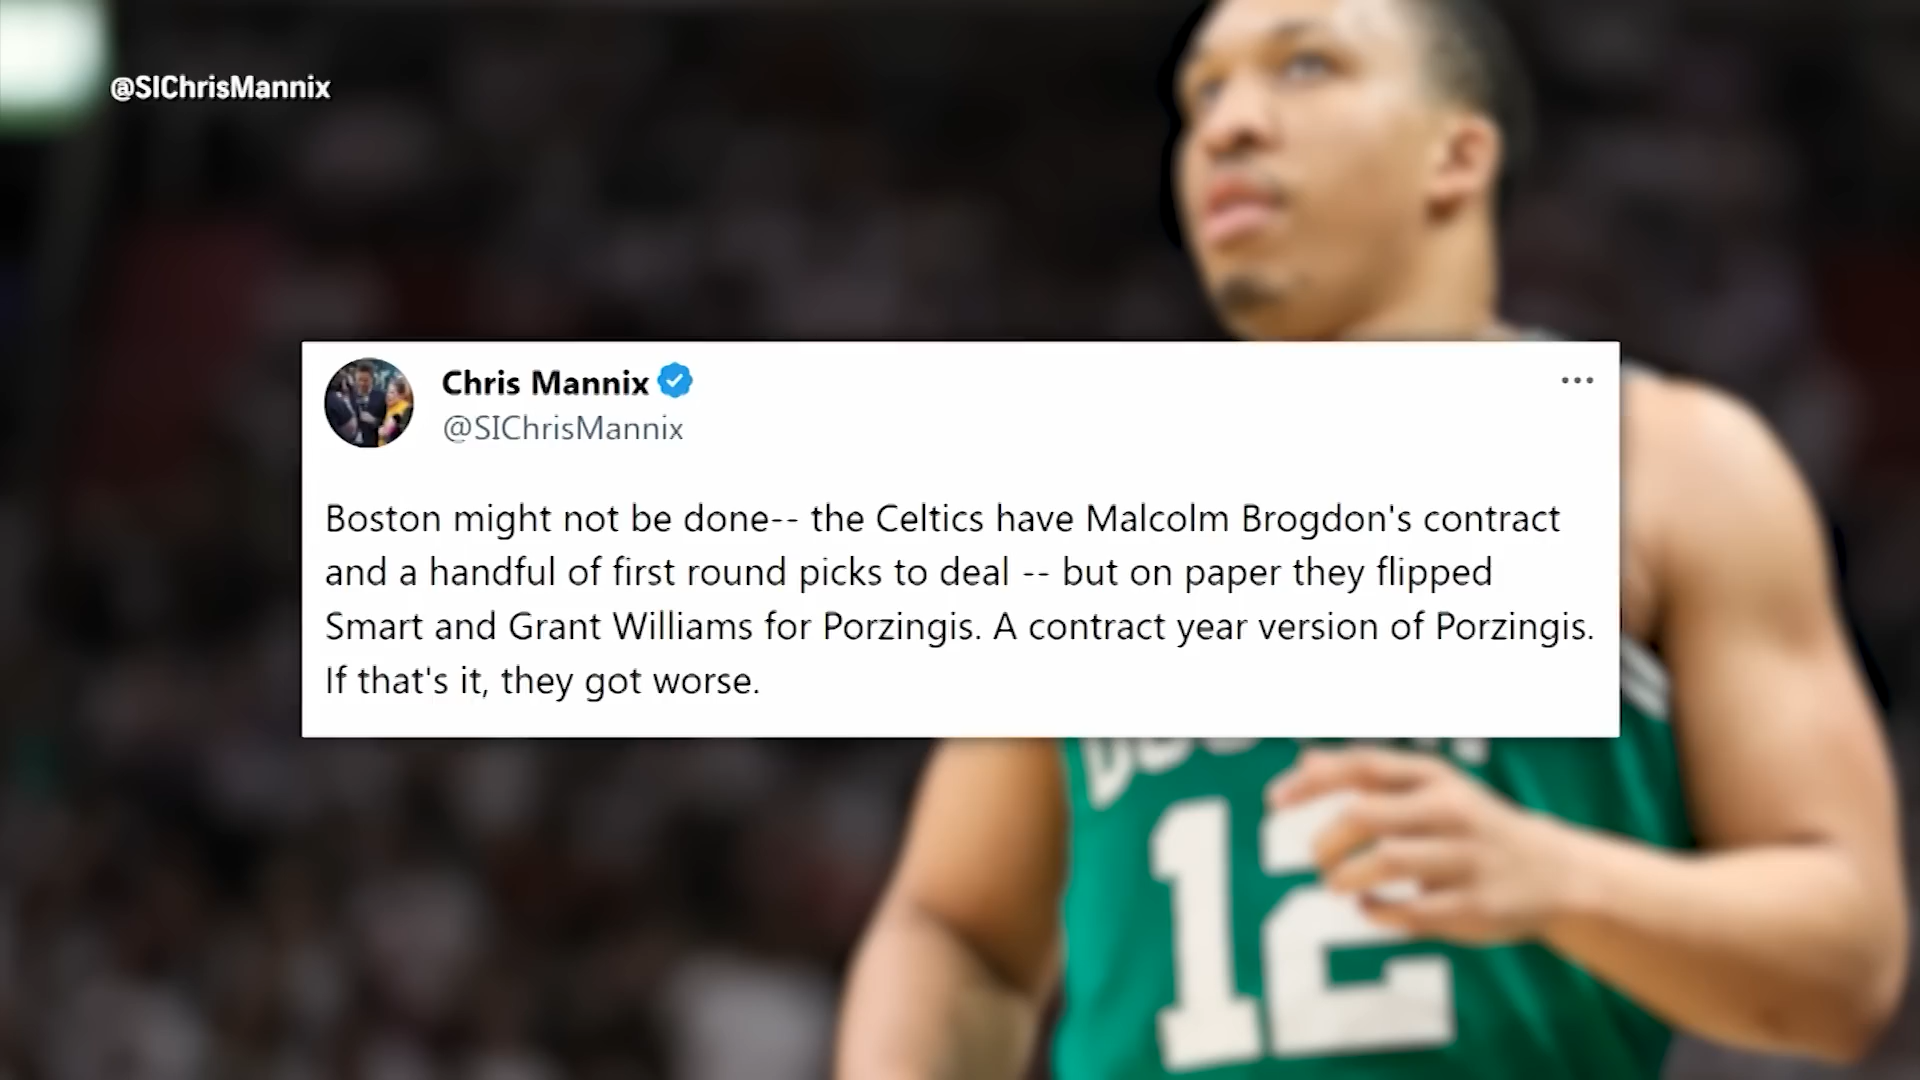 @SIChrisMannix
Chris Mannix
@SIChrisMannix
Boston might not be done-- the Celtics have Malcolm Brogdon's contract
and a handful of first round picks to deal -- but on paper they flipped
Smart and Grant Williams for Porzingis. A contract year version of Porzingis.
If that's it, they got worse.
12